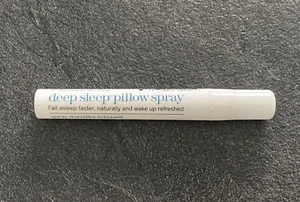 deep sleep pillow spray
Fall asleep faster, naturally and wake up refreshed